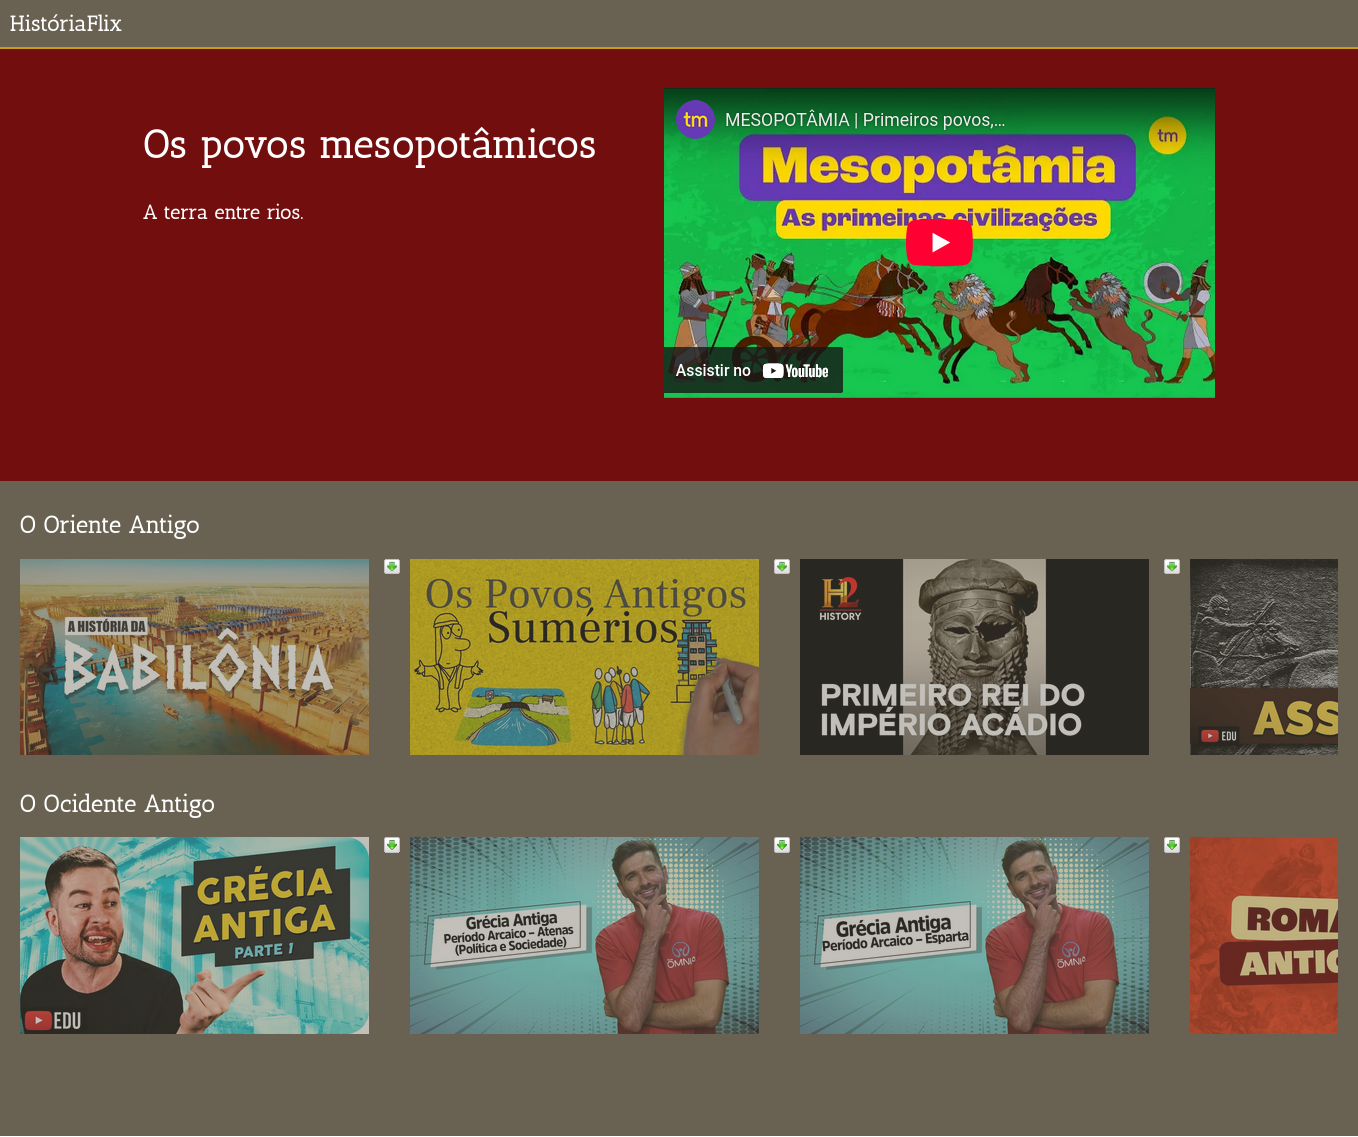 HistóriaFlix
Os povos mesopotâmicos
A terra entre rios.
tm
MESOPOTÂMIA | Primeiros povos,...
tm
Mesopotâmia
As primeiras civilizações
Assistir no YouTube
O Oriente Antigo
A HISTÓRIA DA
BABILÔNIA
Os Povos Antigos
Sumérios
H2
HISTORY
PRIMEIRO REI DO
IMPÉRIO ACÁDIO
ASS
EDU
O Ocidente Antigo
GRÉCIA
ANTIGA
PARTE 1
EDU
Grécia Antiga
Período Arcaico – Atenas
(Política e Sociedade)
ÔMNIA
Grécia Antiga
Período Arcaico – Esparta
ÔMNIA
ROMA
ANTIG